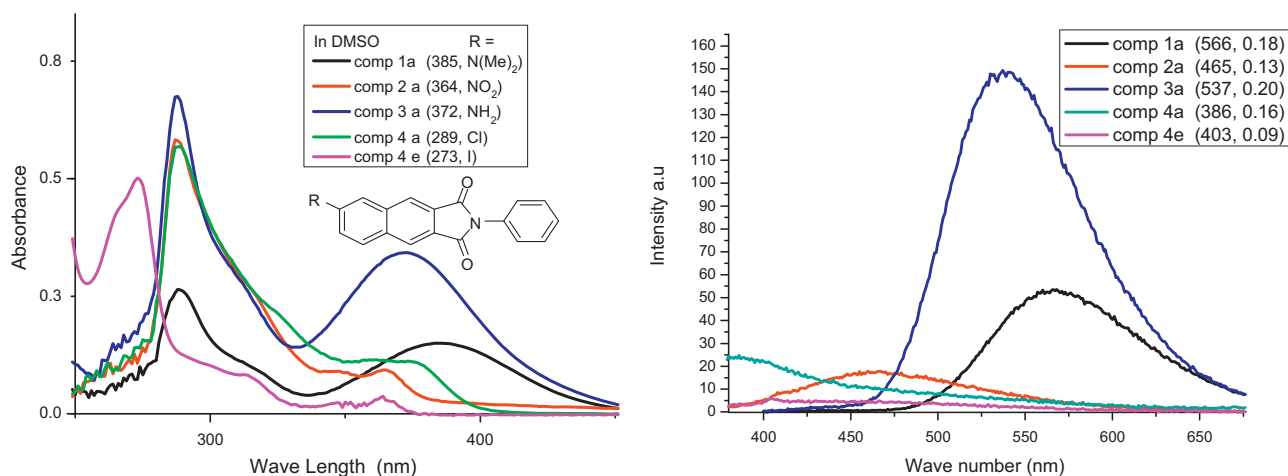 In DMSO R =
comp 1a (385, N(Me)2)
comp 2 a (364, NO2)
comp 3 a (372, NH2)
comp 4 a (289, Cl)
comp 4 e (273, I)
R
O
N
O
0.8
0.5
0.3
0.0
Absorbance
300 400
Wave Length (nm)
comp 1a (566, 0.18)
comp 2a (465, 0.13)
comp 3a (537, 0.20)
comp 4a (386, 0.16)
comp 4e (403, 0.09)
160
150
140
130
120
110
100
90
80
70
60
50
40
30
20
10
0
Intensity a.u
400 450 500 550 600 650
Wave number (nm)